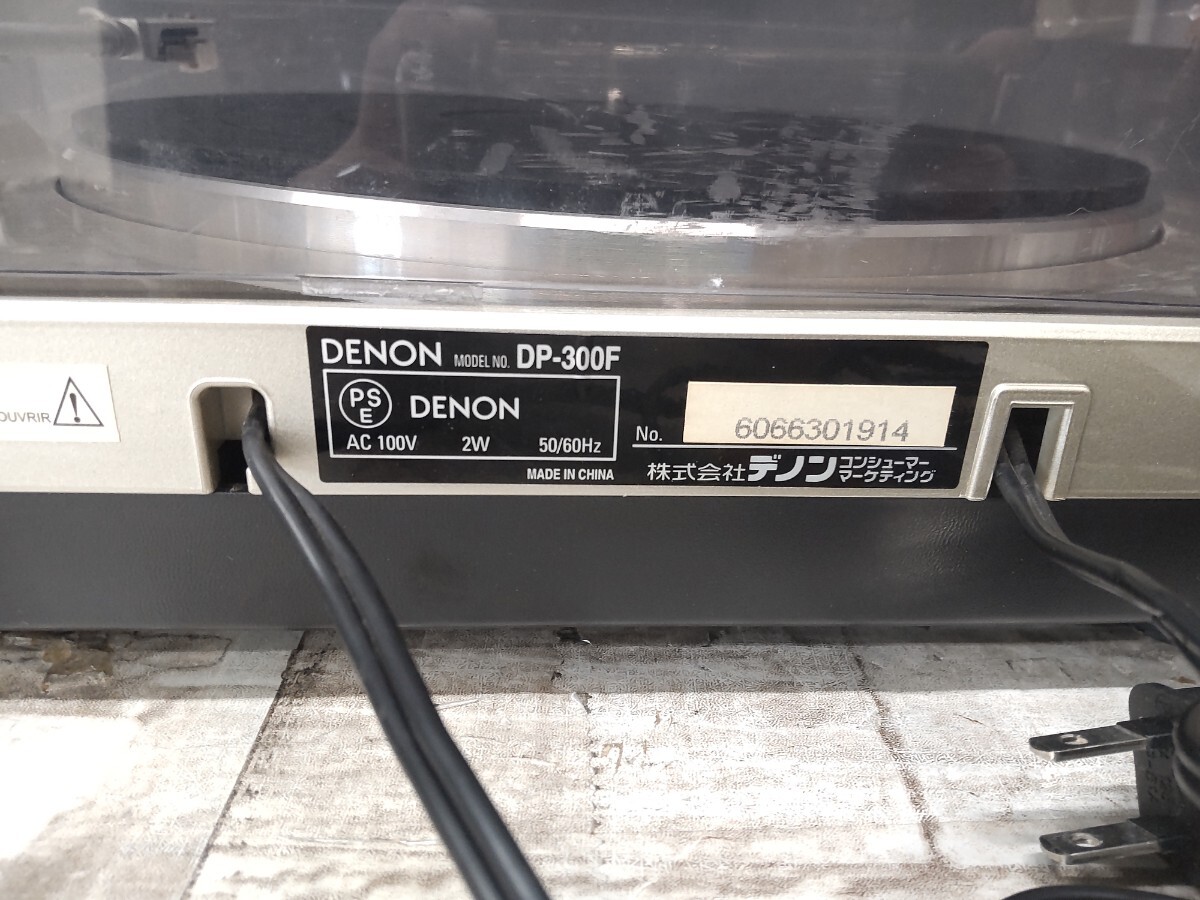 DENON MODEL NO. DP-300F
PSE DENON
AC 100V 2W 50/60Hz
MADE IN CHINA
No. 6066301914
株式会社デノン コンシューマー
マーケティング
OUVRIR